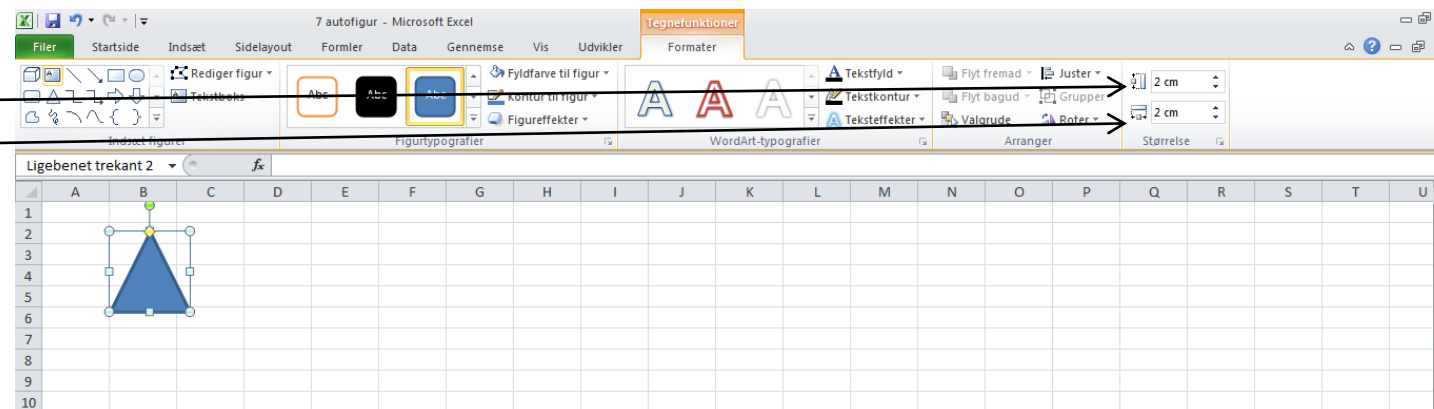 7 autofigur - Microsoft Excel
Tegnefunktioner
Filer Startside Indsæt Sidelayout Formler Data Gennemse Vis Udvikler Formater
Rediger figur
Tekstboks
Indsæt figurer
Abc Abc Abc
Fyldfarve til figur
Kontur til figur
Figureffekter
Figurtypografier
A A A
WordArt-typografier
Tekstfyld
Tekstkontur
Teksteffekter
Flyt fremad
Flyt bagud
Valgrude
Juster
Grupper
Roter
Arranger
2 cm
2 cm
Størrelse
Ligebenet trekant 2 fx
A B C D E F G H I J K L M N O P Q R S T U
1
2
3
4
5
6
7
8
9
10